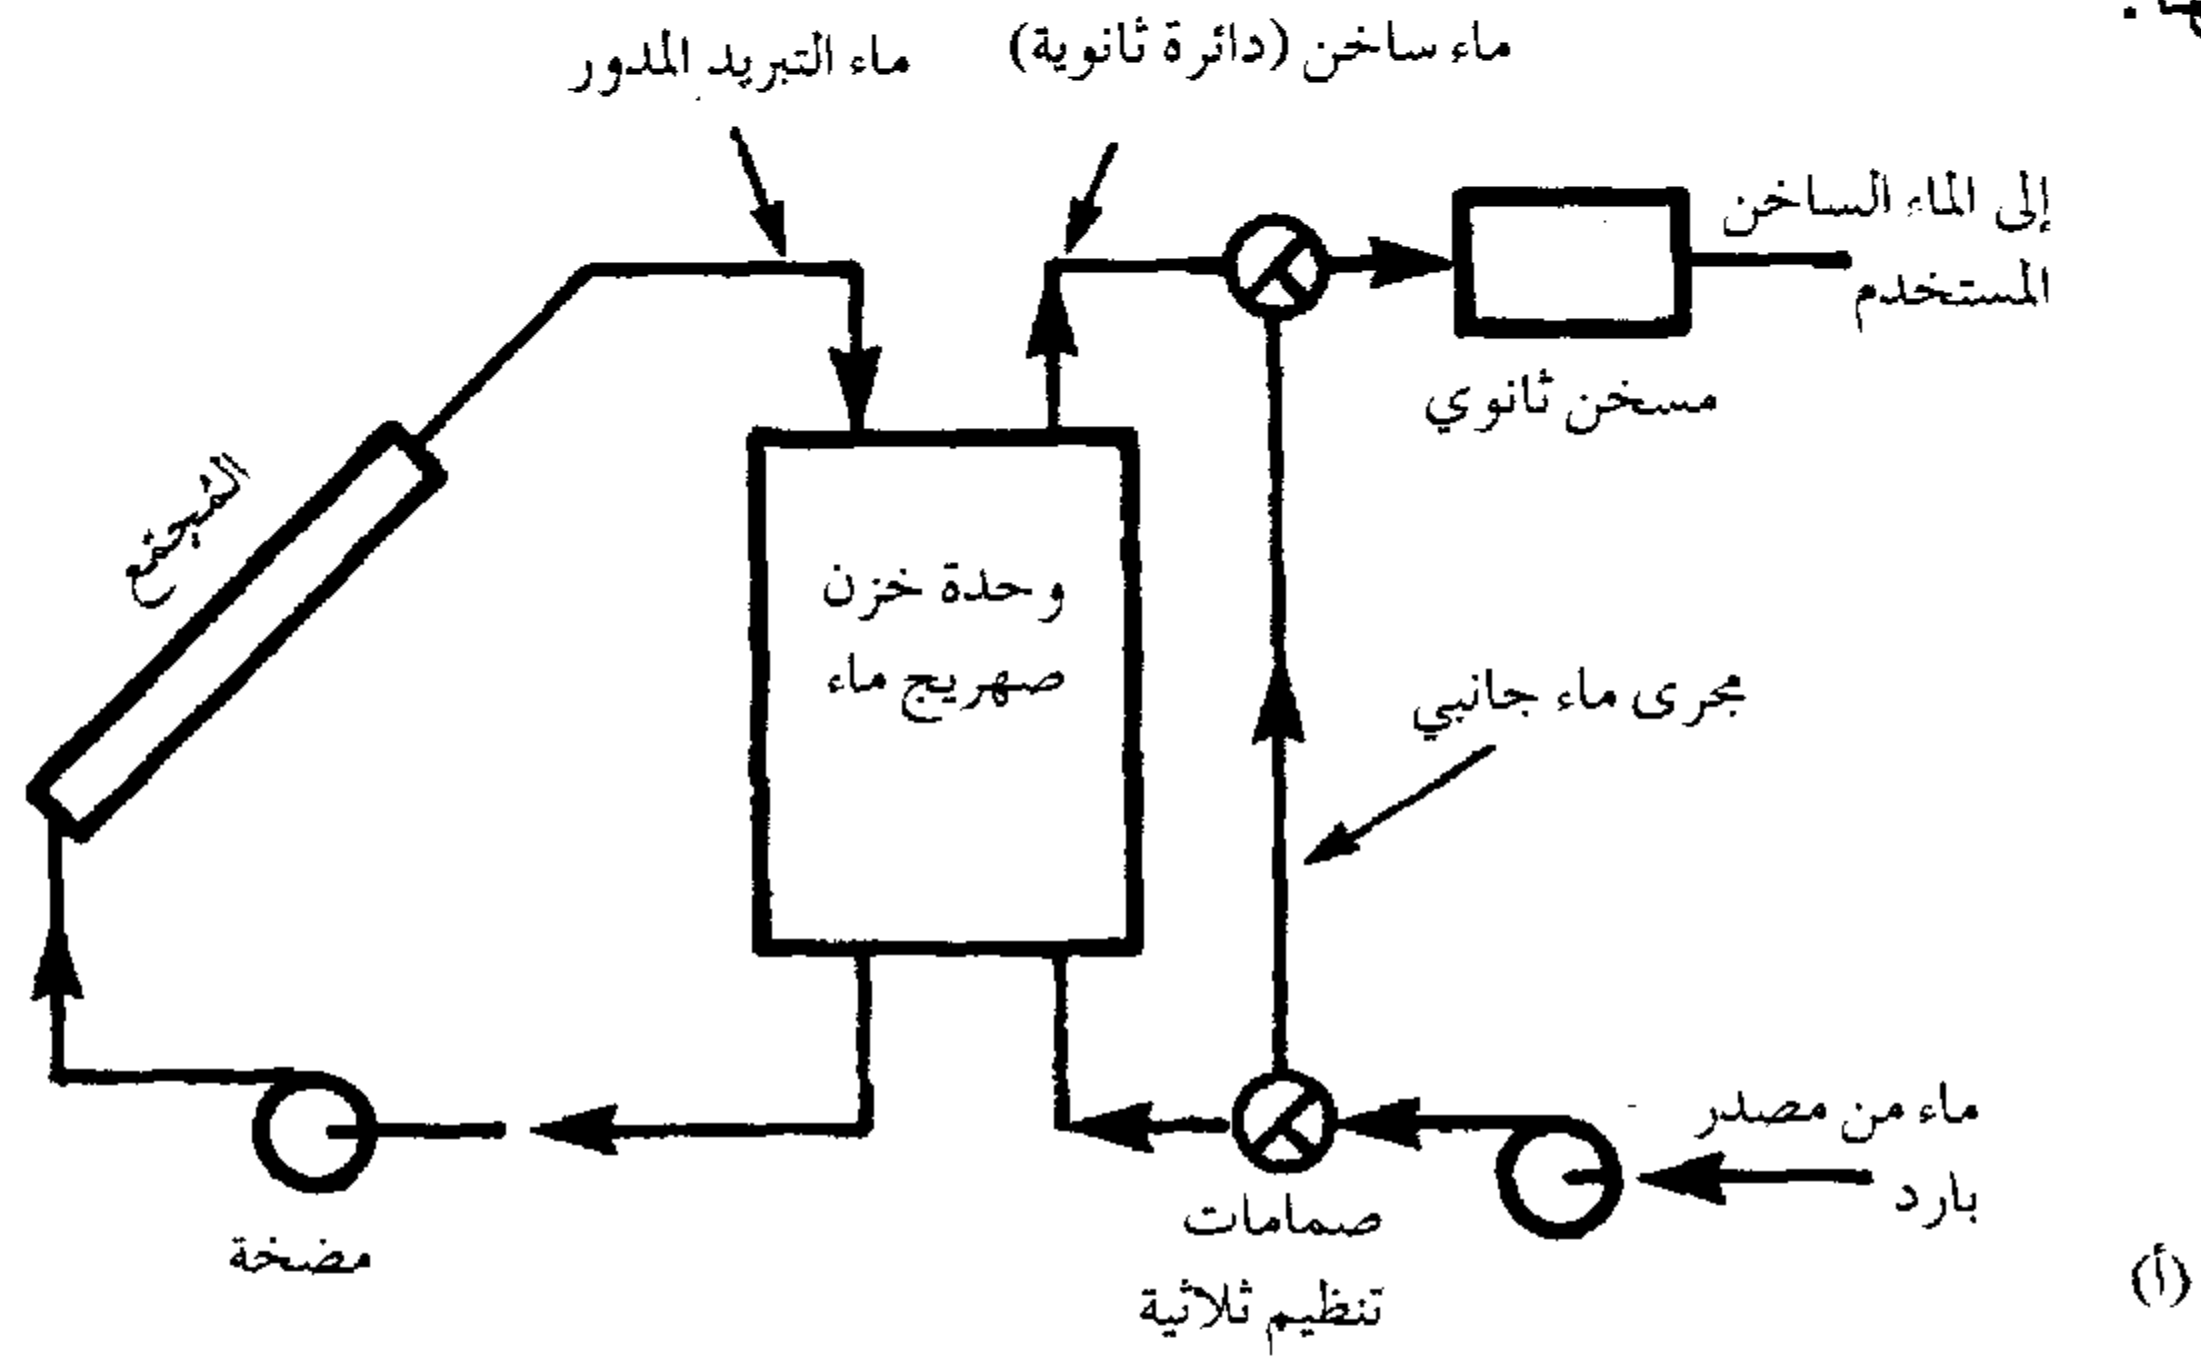 ماء ساخن (دائرة ثانوية)
ماء التبريد المدور
إلى الماء الساخن
المستخدم
مسخن ثانوي
المجمع
وحدة خزن
صهريج ماء
مجرى ماء جانبي
ماء من مصدر
بارد
صمامات
تنظيم ثلاثية
مضخة
(أ)